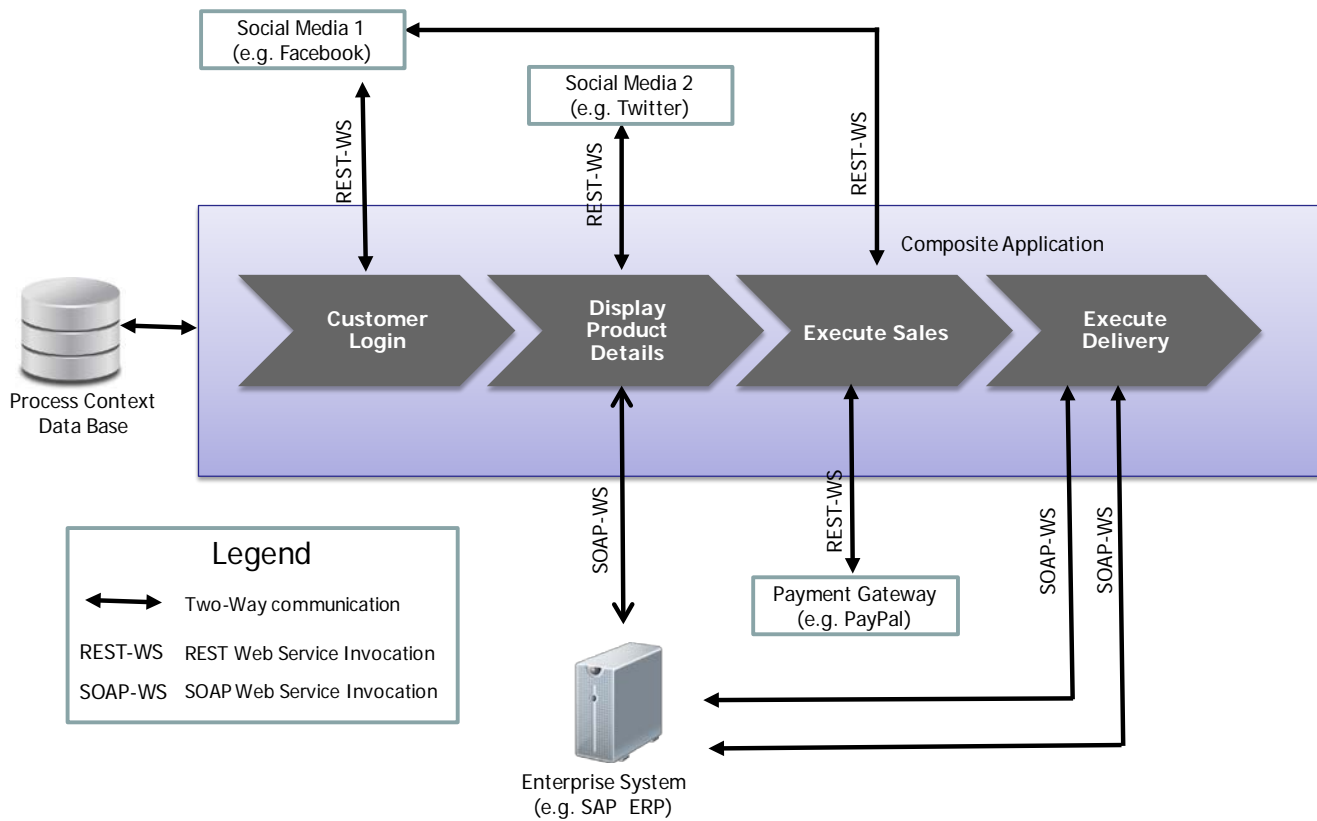 Social Media 1
(e.g. Facebook)
Social Media 2
(e.g. Twitter)
REST-WS
REST-WS
REST-WS
Composite Application
Customer
Login
Display
Product
Details
Execute Sales
Execute
Delivery
Process Context
Data Base
SOAP-WS
REST-WS
SOAP-WS
SOAP-WS
Legend
Two-Way communication
REST-WS REST Web Service Invocation
SOAP-WS SOAP Web Service Invocation
Payment Gateway
(e.g. PayPal)
Enterprise System
(e.g. SAP ERP)